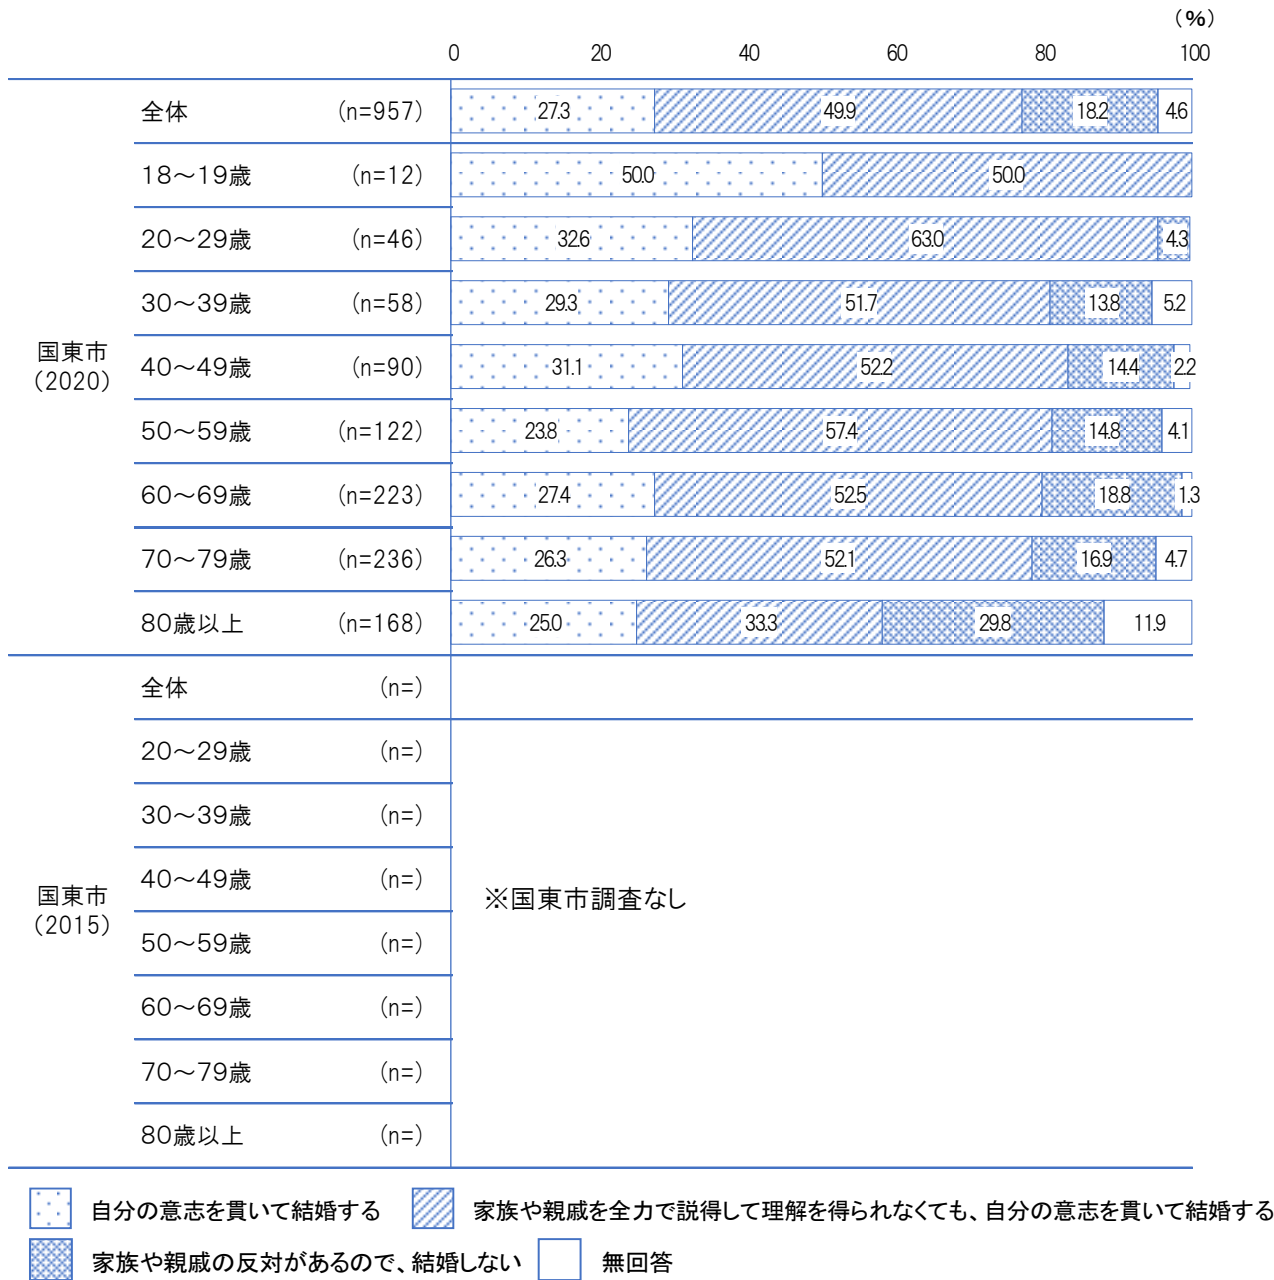 （％）
0 20 40 60 80 100
全体 (n=957) 27.3 49.9 18.2 4.6
18～19歳 (n=12) 50.0 50.0
20～29歳 (n=46) 32.6 63.0 4.3
30～39歳 (n=58) 29.3 51.7 13.8 5.2
国東市
（2020）
40～49歳 (n=90) 31.1 52.2 14.4 2.2
50～59歳 (n=122) 23.8 57.4 14.8 4.1
60～69歳 (n=223) 27.4 52.5 18.8 1.3
70～79歳 (n=236) 26.3 52.1 16.9 4.7
80歳以上 (n=168) 25.0 33.3 29.8 11.9
全体 (n=)
20～29歳 (n=)
30～39歳 (n=)
40～49歳 (n=)
国東市
（2015）
※国東市調査なし
50～59歳 (n=)
60～69歳 (n=)
70～79歳 (n=)
80歳以上 (n=)
自分の意志を貫いて結婚する 家族や親戚を全力で説得して理解を得られなくても、自分の意志を貫いて結婚する
家族や親戚の反対があるので、結婚しない 無回答